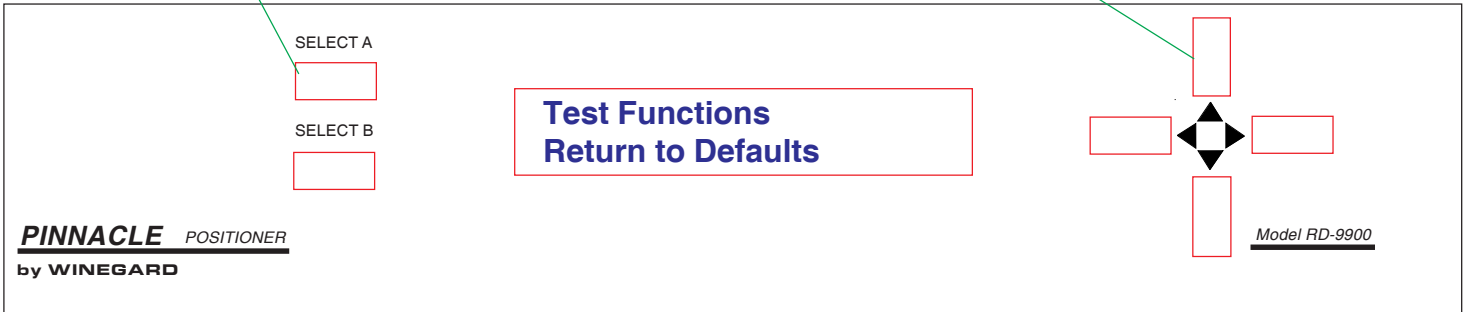 SELECT A
SELECT B
Test Functions
Return to Defaults
PINNACLE POSITIONER
by WINEGARD
Model RD-9900